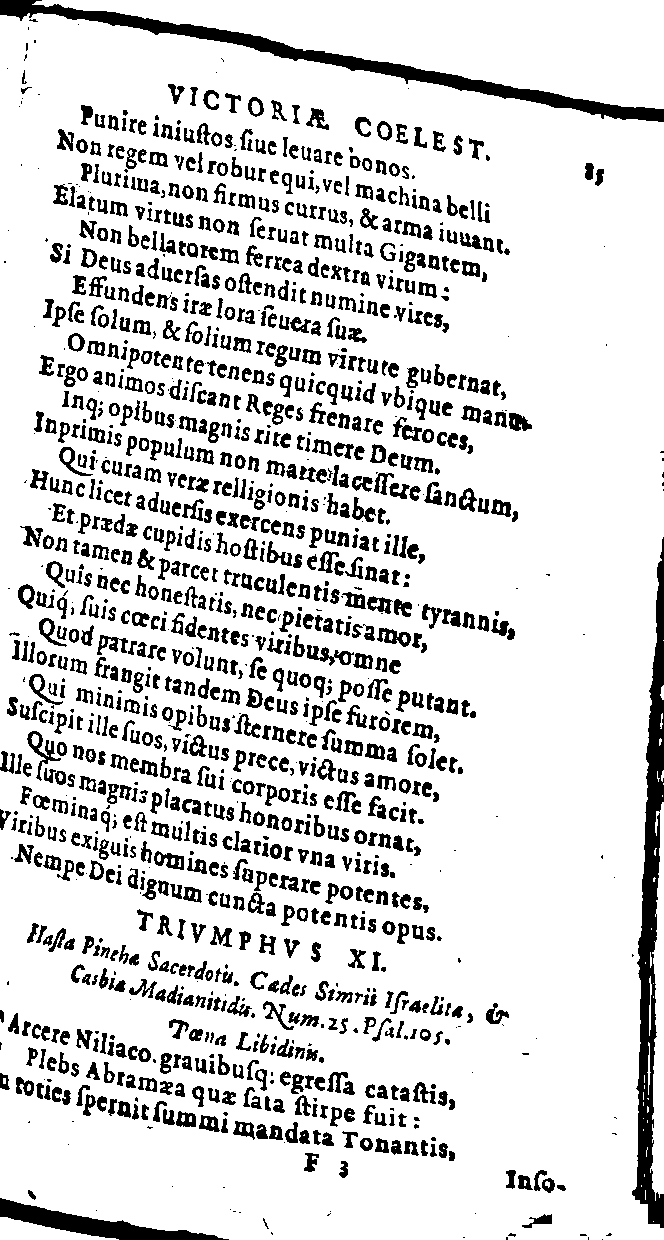 VICTORIÆ COELEST. 85
Punire iniuſtos, ſiue leuare bonos.
Non regem vel robur equi, vel machina belli
Plurima, non firmus currus, & arma iuuant.
Elatum virtus non ſeruat multa Gigantem,
Non bellatorem ferrea dextra virum:
Si Deus aduerſas oſtendit numine vires,
Effundens iræ lora ſeuera ſuæ.
Ipſe ſolum, & ſolium regum virtute gubernat,
Omnipotente tenens quicquid vbique manu.
Ergo animos diſcant Reges frenare feroces,
Inq; opibus magnis rite timere Deum.
Inprimis populum non marte laceſſere ſanctum,
Qui curam veræ relligionis habet.
Hunc licet aduerſis exercens puniat ille,
Et prædæ cupidis hoſtibus eſſe ſinat:
Non tamen & parcet truculentis mente tyrannis,
Quis nec honeſtatis, nec pietatis amor,
Quiq́; ſuis cœci fidentes viribus, omne
Quod patrare volunt, ſe quoq; poſſe putant.
Illorum frangit tandem Deus ipſe furorem,
Qui minimis opibus ſternere ſumma ſolet.
Suſcipit ille ſuos, victus prece, victus amore,
Quo nos membra ſui corporis eſſe facit.
Ille ſuos magnis placatus honoribus ornat,
Fœminaq́; eſt multis clarior vna viris.
Viribus exiguis homines ſuperare potentes,
Nempe Dei dignum cuncta potentis opus.
TRIVMPHVS XI.
Haſta Pineha Sacerdotis. Cades Simrii Iſraelita, &
Casbiæ Madianitidis. Num. 25. Pſal. 105.
Pœna Libidinis.
Arcere Niliaco, grauibuſq: egreſſa cataſtis,
Plebs Abramæa quæ ſata ſtirpe fuit:
toties ſpernit ſummi mandata Tonantis,
F 3
Inſo-